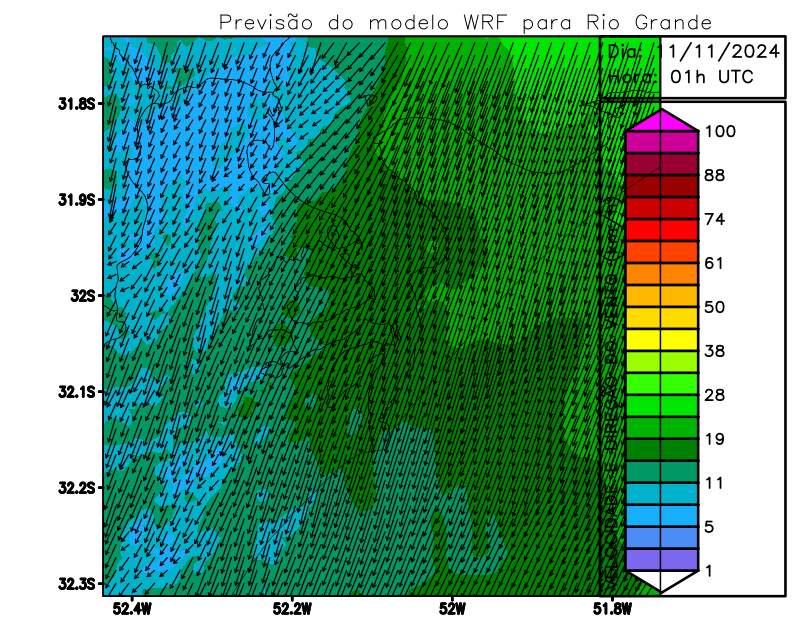 Previsão do modelo WRF para Rio Grande
Dia: 11/11/2024
Hora: 01h UTC
31.8S
31.9S
32S
32.1S
32.2S
32.3S
52.4W
52.2W
52W
51.8W
VELOCIDADE E DIREÇÃO DO VENTO (km/h)
100
88
74
61
50
38
28
19
11
5
1